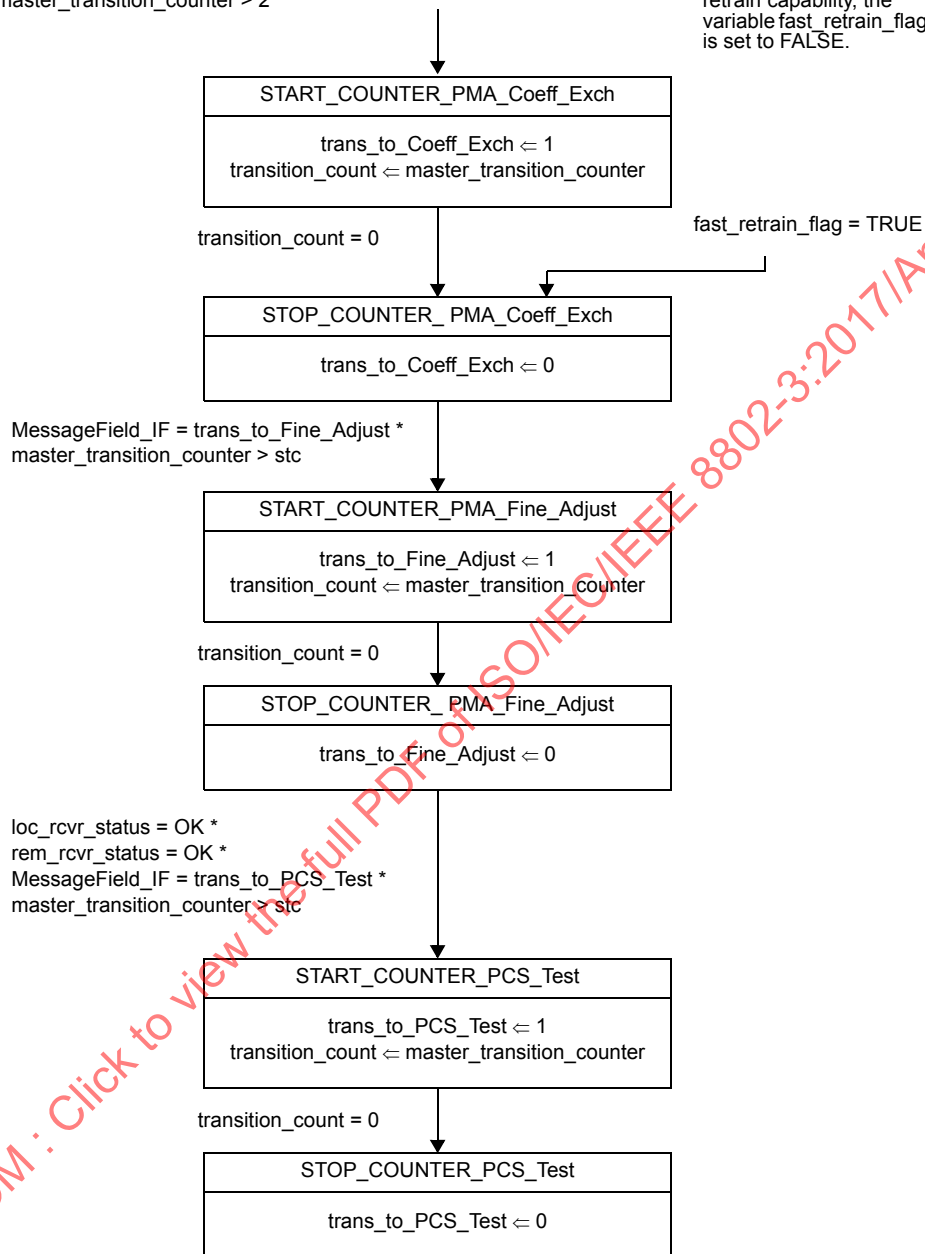 master_transition_counter > 2
retrain capability, the
variable fast_retrain_flag
is set to FALSE.
START_COUNTER_PMA_Coeff_Exch
trans_to_Coeff_Exch ⇐ 1
transition_count ⇐ master_transition_counter
transition_count = 0
fast_retrain_flag = TRUE
STOP_COUNTER_ PMA_Coeff_Exch
trans_to_Coeff_Exch ⇐ 0
MessageField_IF = trans_to_Fine_Adjust *
master_transition_counter > stc
START_COUNTER_PMA_Fine_Adjust
trans_to_Fine_Adjust ⇐ 1
transition_count ⇐ master_transition_counter
transition_count = 0
STOP_COUNTER_ PMA_Fine_Adjust
trans_to_Fine_Adjust ⇐ 0
loc_rcvr_status = OK *
rem_rcvr_status = OK *
MessageField_IF = trans_to_PCS_Test *
master_transition_counter > stc
START_COUNTER_PCS_Test
trans_to_PCS_Test ⇐ 1
transition_count ⇐ master_transition_counter
transition_count = 0
STOP_COUNTER_PCS_Test
trans_to_PCS_Test ⇐ 0
: Click to view the full PDF of ISO/IEC/IEEE 8802-3:2017/